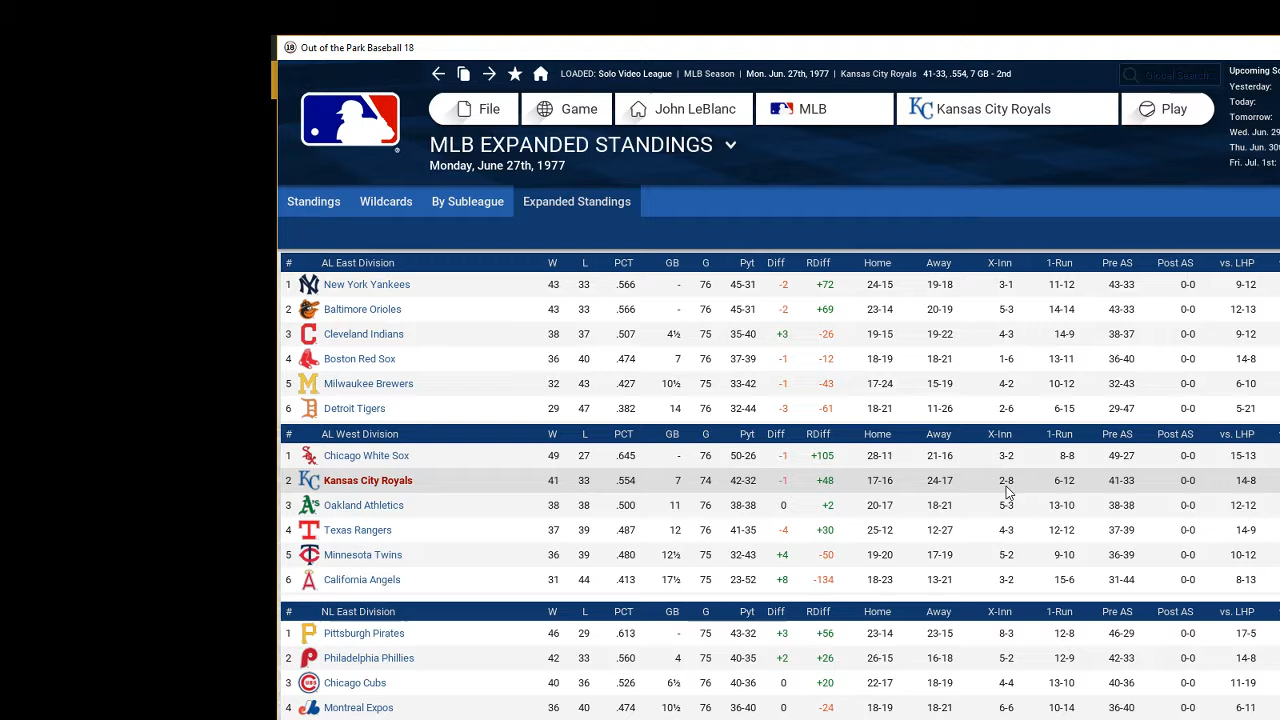 Out of the Park Baseball 18
LOADED: Solo Video League | MLB Season | Mon. Jun. 27th, 1977 | Kansas City Royals 41-33, .554, 7 GB - 2nd
Global Search...
Upcoming Sc
Yesterday:
Today:
Tomorrow:
Wed. Jun. 29
Thu. Jun. 30t
Fri. Jul. 1st:
File Game John LeBlanc MLB Kansas City Royals Play
MLB EXPANDED STANDINGS
Monday, June 27th, 1977
Standings Wildcards By Subleague Expanded Standings
# AL East Division W L PCT GB G Pyt Diff RDiff Home Away X-Inn 1-Run Pre AS Post AS vs. LHP
1 New York Yankees 43 33 .566 - 76 45-31 -2 +72 24-15 19-18 3-1 11-12 43-33 0-0 9-12
2 Baltimore Orioles 43 33 .566 - 76 45-31 -2 +69 23-14 20-19 5-3 14-14 43-33 0-0 12-13
3 Cleveland Indians 38 37 .507 4½ 75 35-40 +3 -26 19-15 19-22 4-3 14-9 38-37 0-0 9-12
4 Boston Red Sox 36 40 .474 7 76 37-39 -1 -12 18-19 18-21 1-6 13-11 36-40 0-0 14-8
5 Milwaukee Brewers 32 43 .427 10½ 75 33-42 -1 -43 17-24 15-19 4-2 10-12 32-43 0-0 6-10
6 Detroit Tigers 29 47 .382 14 76 32-44 -3 -61 18-21 11-26 2-6 6-15 29-47 0-0 5-21
# AL West Division W L PCT GB G Pyt Diff RDiff Home Away X-Inn 1-Run Pre AS Post AS vs. LHP
1 Chicago White Sox 49 27 .645 - 76 50-26 -1 +105 28-11 21-16 3-2 8-8 49-27 0-0 15-13
2 Kansas City Royals 41 33 .554 7 74 42-32 -1 +48 17-16 24-17 2-8 6-12 41-33 0-0 14-8
3 Oakland Athletics 38 38 .500 11 76 38-38 0 +2 20-17 18-21 5-3 13-10 38-38 0-0 12-12
4 Texas Rangers 37 39 .487 12 76 41-35 -4 +30 25-12 12-27 4-3 12-12 37-39 0-0 14-9
5 Minnesota Twins 36 39 .480 12½ 75 32-43 +4 -50 19-20 17-19 5-2 9-10 36-39 0-0 10-12
6 California Angels 31 44 .413 17½ 75 23-52 +8 -134 18-23 13-21 3-2 15-6 31-44 0-0 8-13
# NL East Division W L PCT GB G Pyt Diff RDiff Home Away X-Inn 1-Run Pre AS Post AS vs. LHP
1 Pittsburgh Pirates 46 29 .613 - 75 43-32 +3 +56 23-14 23-15 8-3 12-8 46-29 0-0 17-5
2 Philadelphia Phillies 42 33 .560 4 75 40-35 +2 +26 26-15 16-18 5-2 12-9 42-33 0-0 14-8
3 Chicago Cubs 40 36 .526 6½ 76 40-36 0 +20 22-17 18-19 4-4 13-10 40-36 0-0 11-19
4 Montreal Expos 36 40 .474 10½ 76 36-40 0 -24 18-19 18-21 6-6 10-10 36-40 0-0 6-11